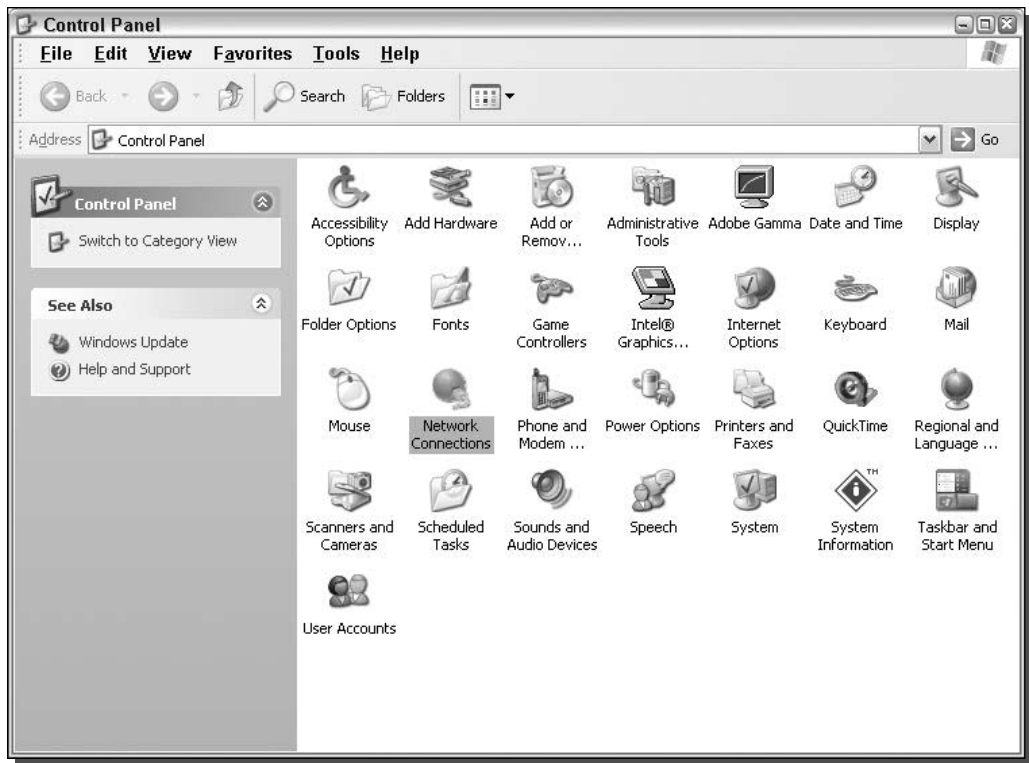 Control Panel
File Edit View Favorites Tools Help
Back Search Folders
Address Control Panel Go
Control Panel
Switch to Category View
See Also
Windows Update
Help and Support
Accessibility Options
Add Hardware
Add or Remov...
Administrative Tools
Adobe Gamma
Date and Time
Display
Folder Options
Fonts
Game Controllers
Intel® Graphics...
Internet Options
Keyboard
Mail
Mouse
Network Connections
Phone and Modem ...
Power Options
Printers and Faxes
QuickTime
Regional and Language ...
Scanners and Cameras
Scheduled Tasks
Sounds and Audio Devices
Speech
System
TM
System Information
Taskbar and Start Menu
User Accounts